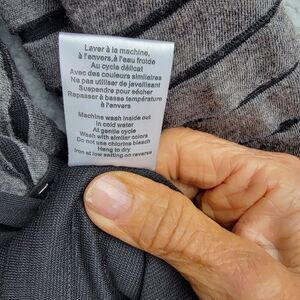 Laver à la machine,
à l'envers,à l'eau froide
Au cycle délicat
Avec des couleurs similaires
Ne pas utiliser de javellisant
Suspendre pour sécher
Repasser à basse température
à l'envers
Machine wash inside out
in cold water
At gentle cycle
Wash with similar colors
Do not use chlorine bleach
Hang to dry
Iron at low setting on reverse